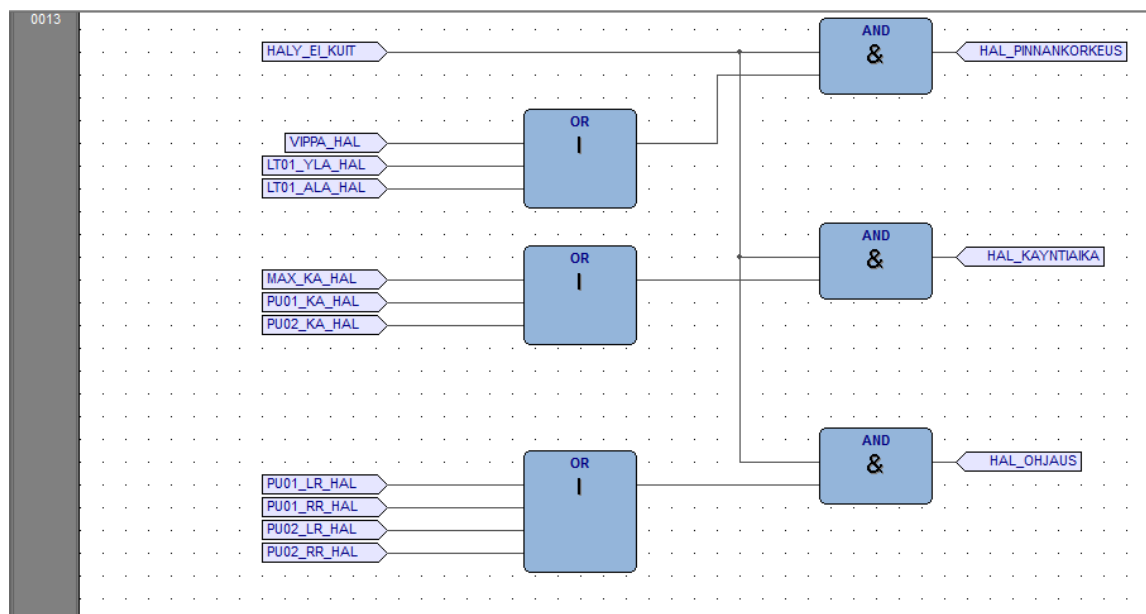 0013
HALY_EI_KUIT
AND
&
HAL_PINNANKORKEUS
OR
VIPPA_HAL
LT01_YLA_HAL
LT01_ALA_HAL
I
AND
&
HAL_KAYNTIAIKA
OR
MAX_KA_HAL
PU01_KA_HAL
PU02_KA_HAL
I
AND
&
HAL_OHJAUS
OR
PU01_LR_HAL
PU01_RR_HAL
PU02_LR_HAL
PU02_RR_HAL
I